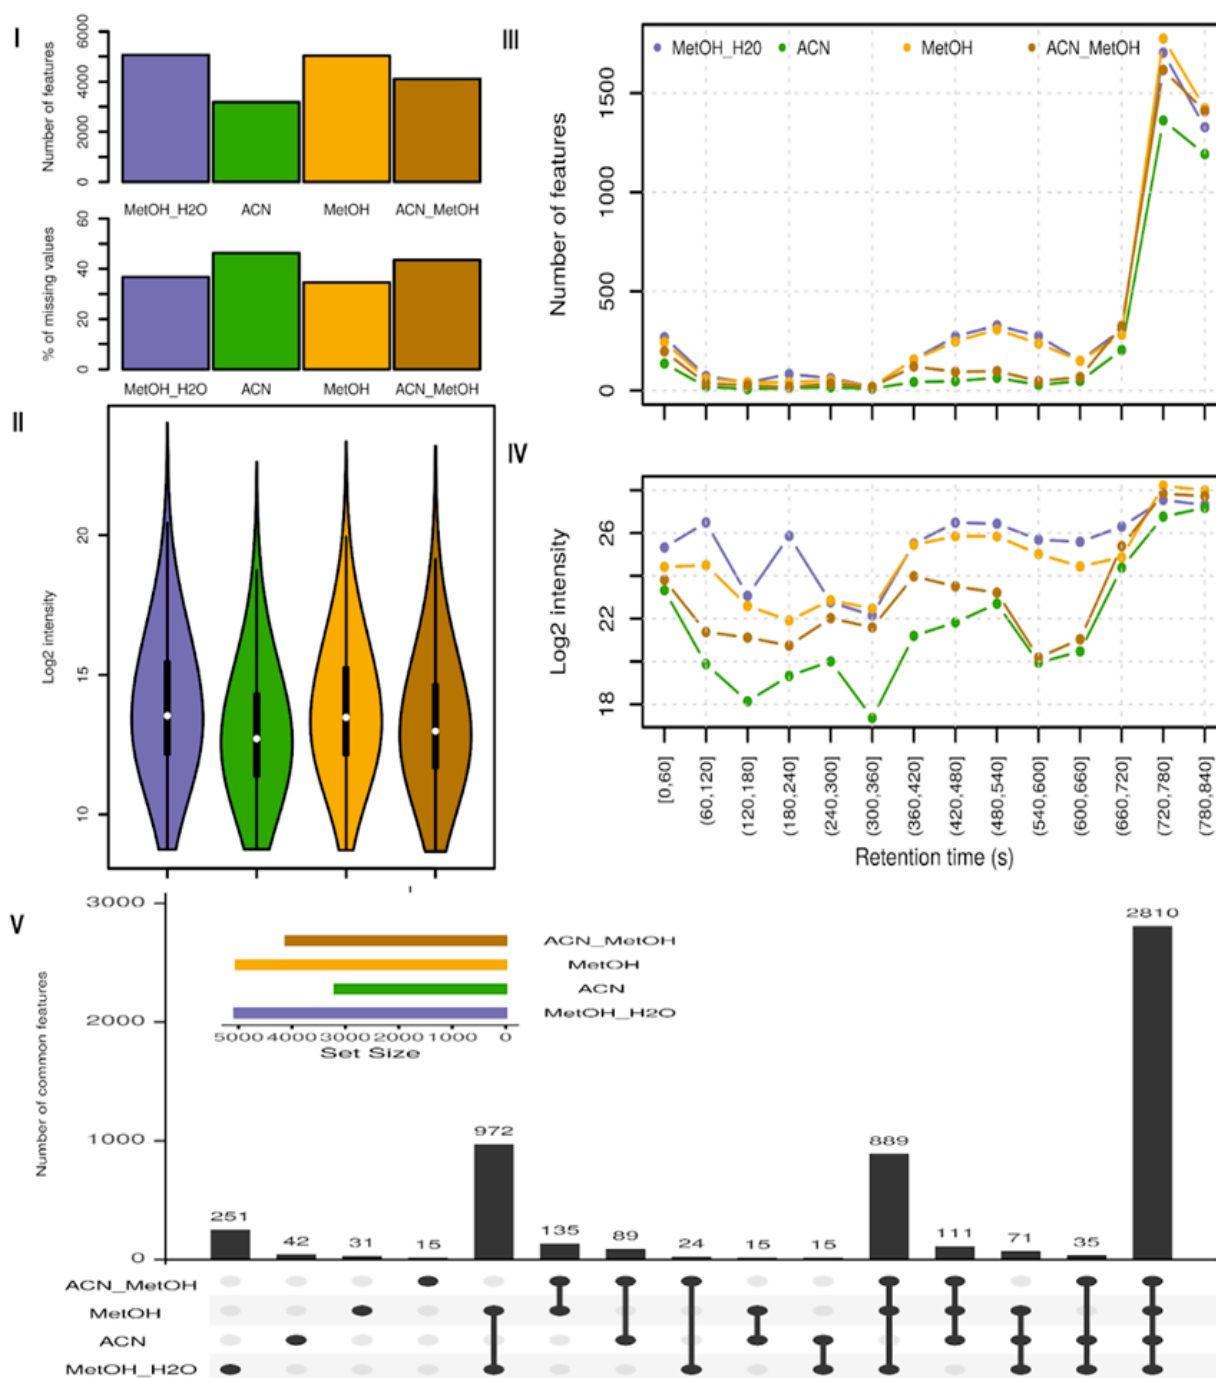 I
Number of features
0
2000
4000
6000
MetOH_H2O ACN MetOH ACN_MetOH
% of missing values
0
20
40
60
MetOH_H2O ACN MetOH ACN_MetOH
II
Log2 intensity
20
15
10
III
MetOH_H20 ACN MetOH ACN_MetOH
Number of features
0
500
1000
1500
IV
Log2 intensity
18
22
26
[0,60]
(60,120]
(120,180]
(180,240]
(240,300]
(300,360]
(360,420]
(420,480]
(480,540]
(540,600]
(600,660]
(660,720]
(720,780]
(780,840]
Retention time (s)
V
Number of common features
3000
2000
1000
0
ACN_MetOH
MetOH
ACN
MetOH_H2O
5000 4000 3000 2000 1000 0
Set Size
251 42 31 15 972 135 89 24 15 15 889 111 71 35 2810
ACN_MetOH
MetOH
ACN
MetOH_H2O